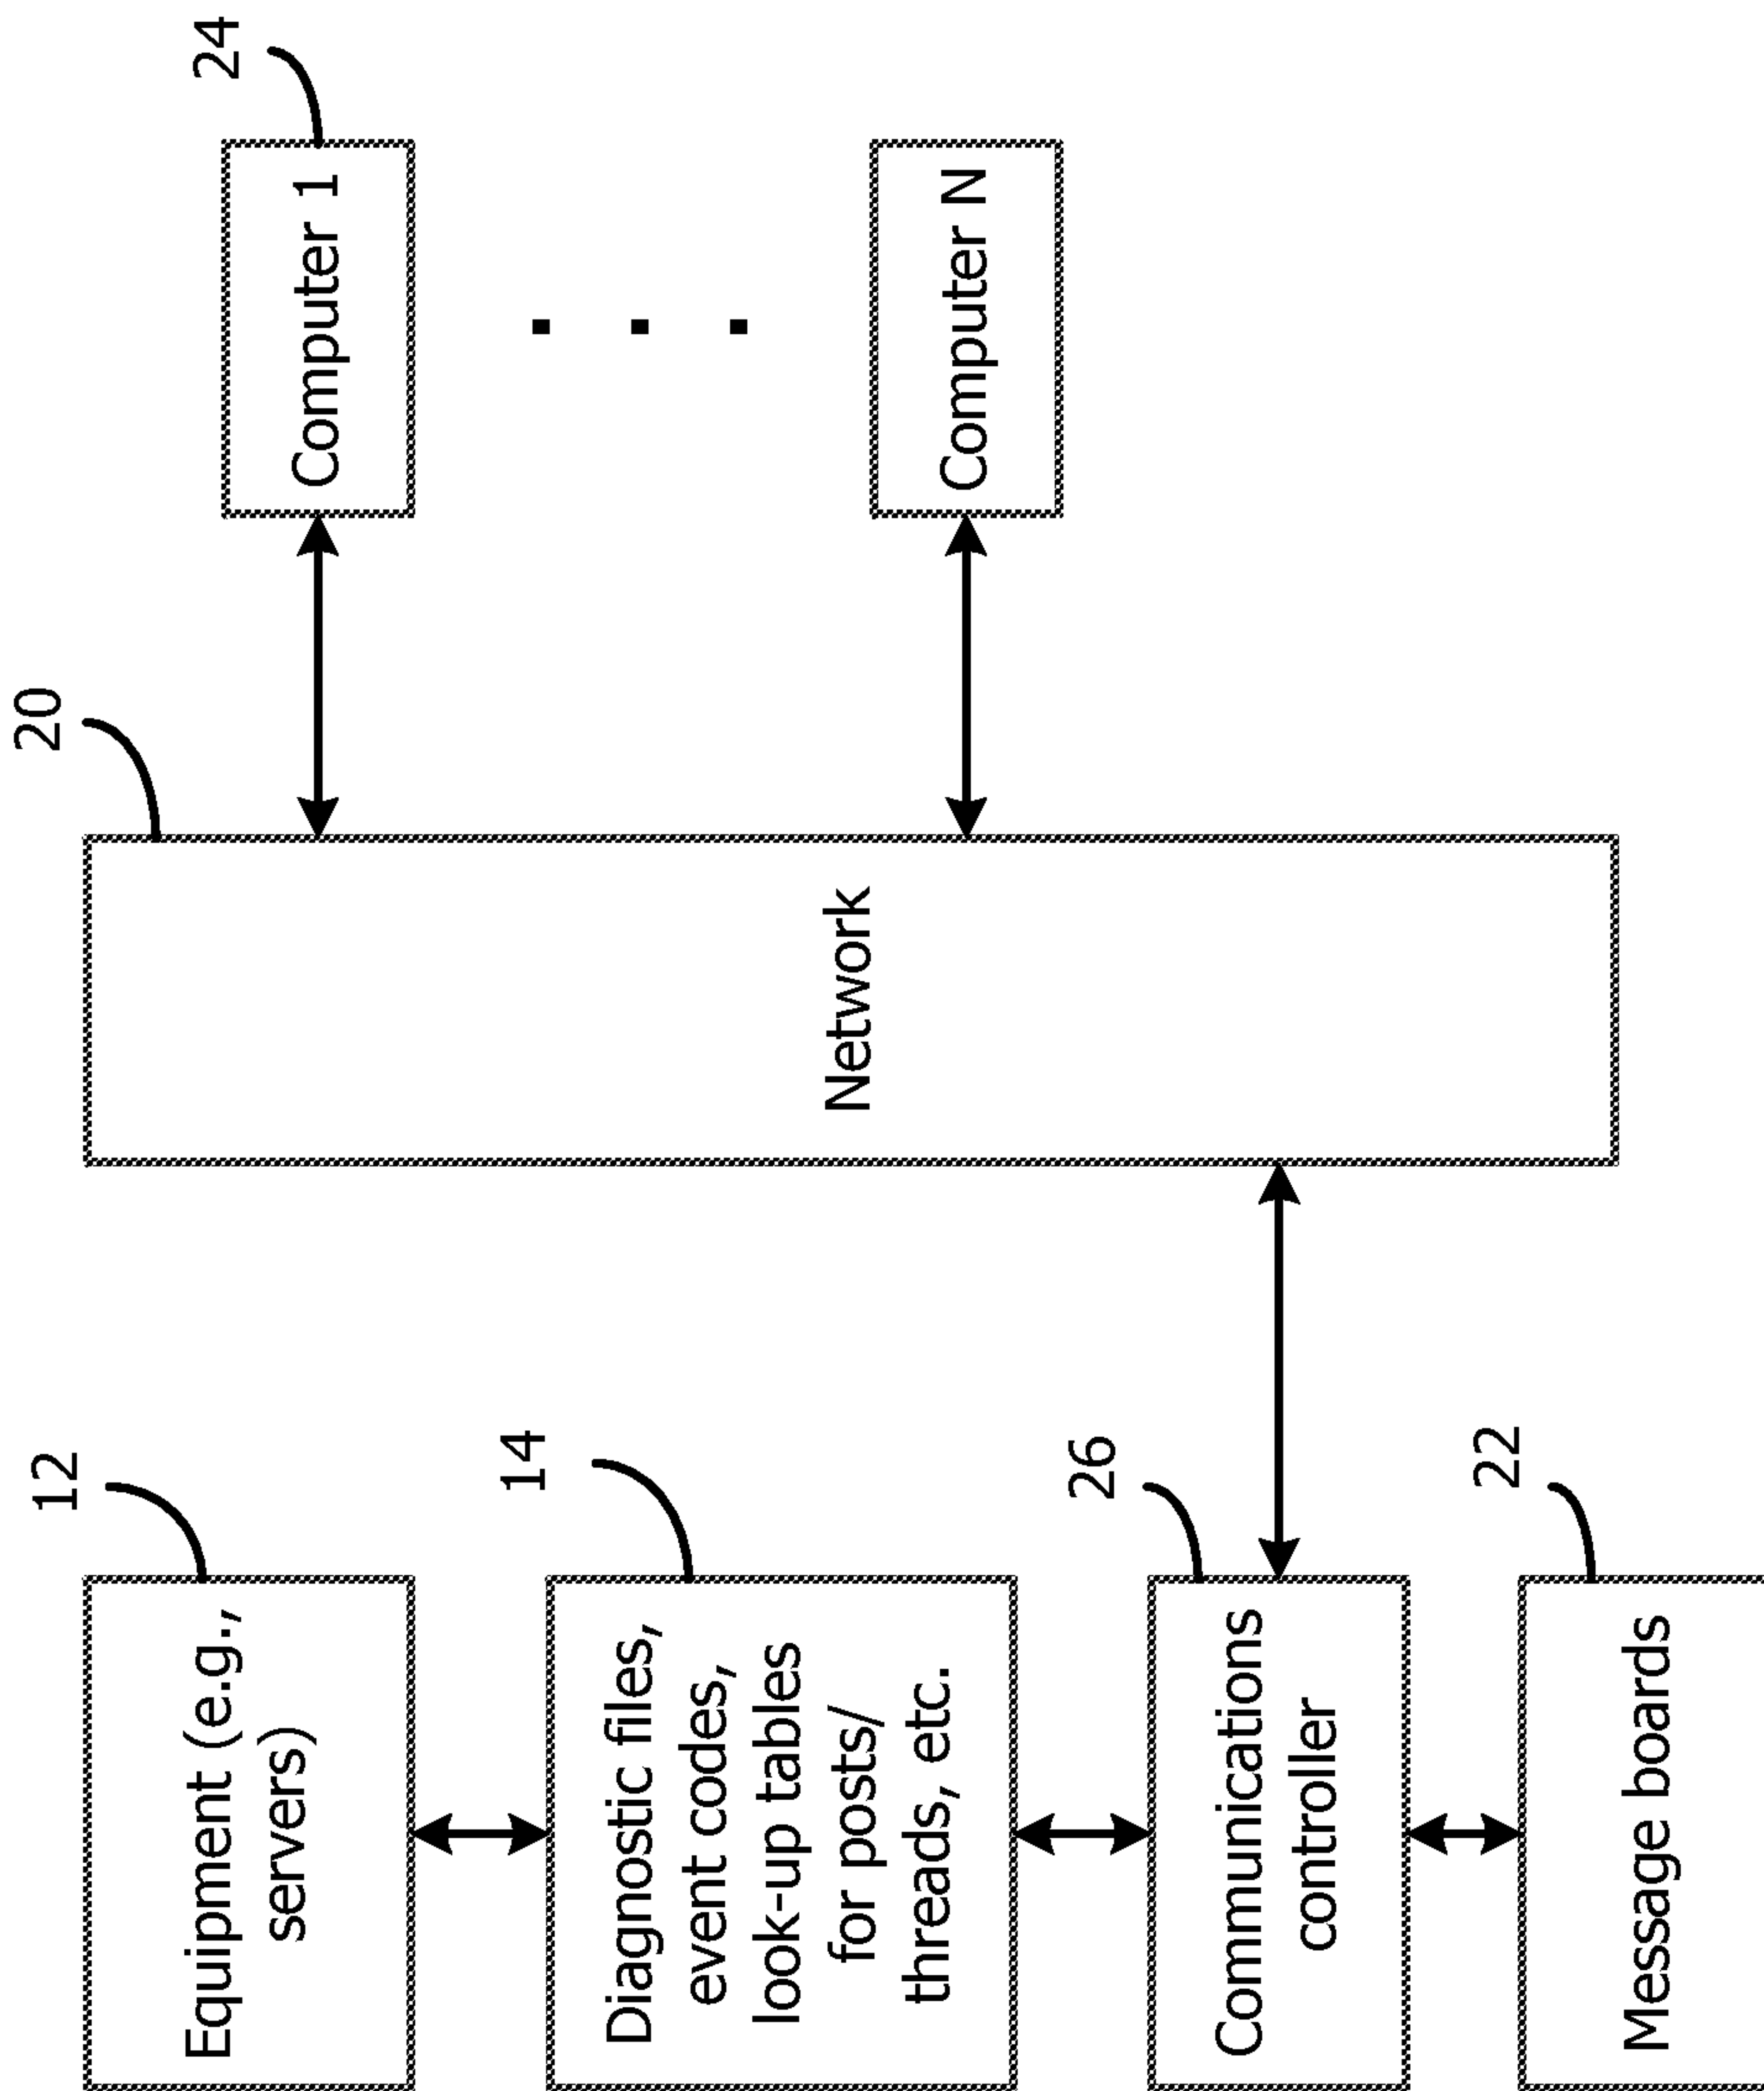 12
Equipment (e.g.,
servers)
14
Diagnostic files,
event codes,
look-up tables
for posts/
threads, etc.
26
Communications
controller
22
Message boards
20
Network
24
Computer 1
Computer N